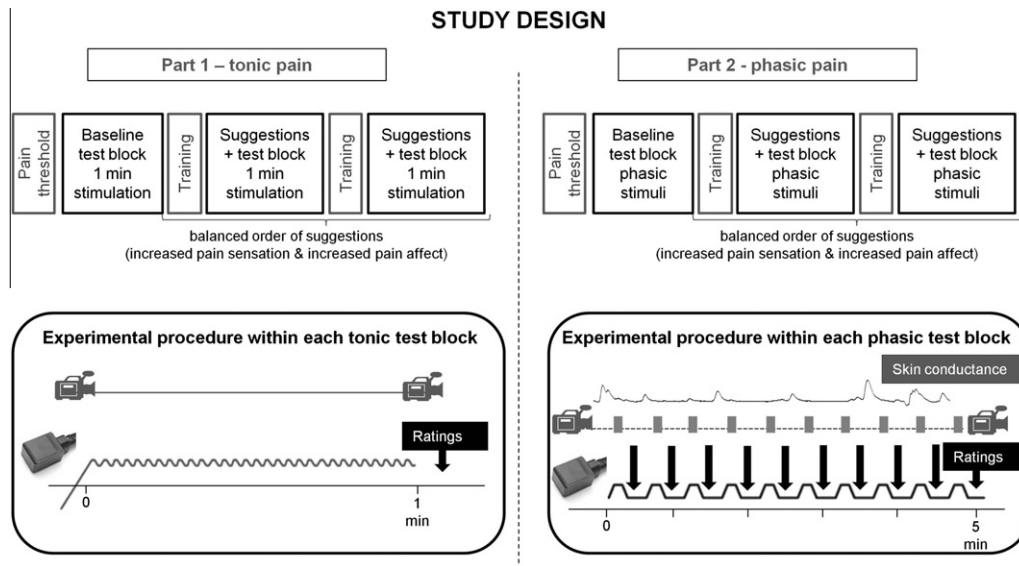 STUDY DESIGN
Part 1 – tonic pain
Pain
threshold
Baseline
test block
1 min
stimulation
Training
Suggestions
+ test block
1 min
stimulation
Training
Suggestions
+ test block
1 min
stimulation
balanced order of suggestions
(increased pain sensation & increased pain affect)
Part 2 - phasic pain
Pain
threshold
Baseline
test block
phasic
stimuli
Training
Suggestions
+ test block
phasic
stimuli
Training
Suggestions
+ test block
phasic
stimuli
balanced order of suggestions
(increased pain sensation & increased pain affect)
Experimental procedure within each tonic test block
Ratings
0
1
min
Experimental procedure within each phasic test block
Skin conductance
Ratings
0
5
min